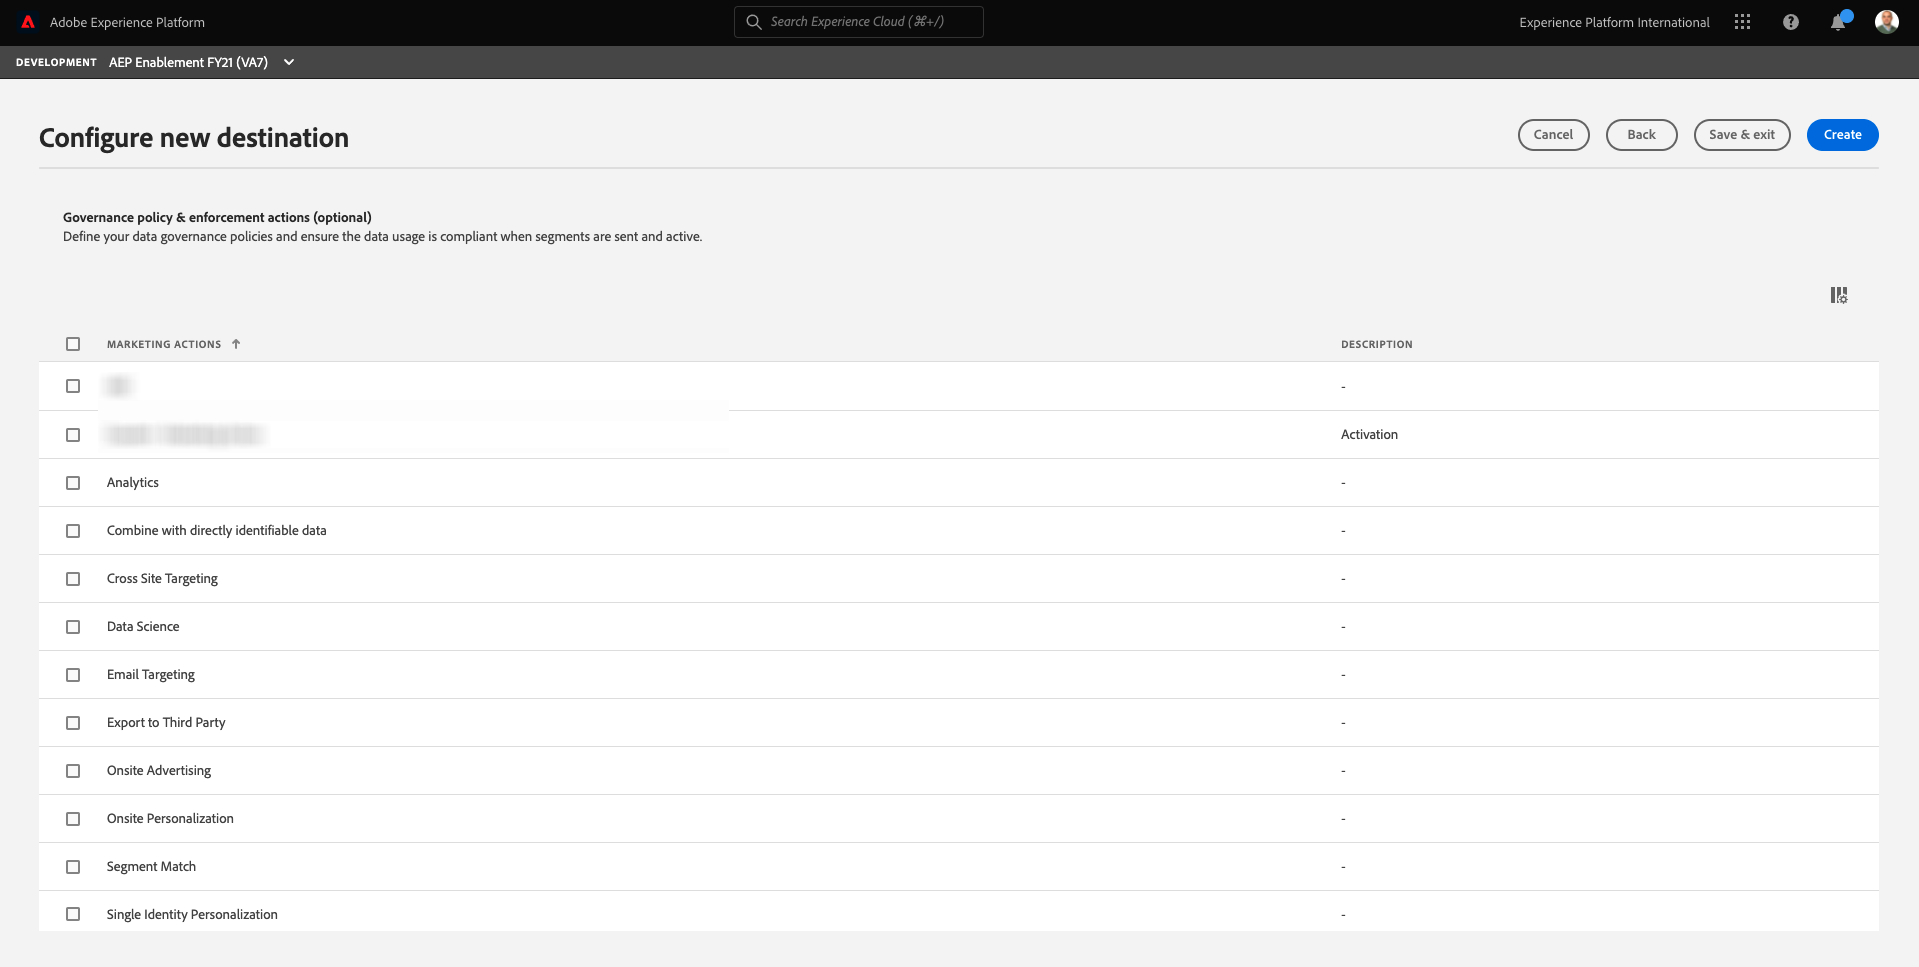 Adobe Experience Platform
Search Experience Cloud (⌘+/)
Experience Platform International
DEVELOPMENT AEP Enablement FY21 (VA7)
Configure new destination
Cancel
Back
Save & exit
Create
Governance policy & enforcement actions (optional)
Define your data governance policies and ensure the data usage is compliant when segments are sent and active.
MARKETING ACTIONS ↑ DESCRIPTION
-
Activation
Analytics -
Combine with directly identifiable data -
Cross Site Targeting -
Data Science -
Email Targeting -
Export to Third Party -
Onsite Advertising -
Onsite Personalization -
Segment Match -
Single Identity Personalization -